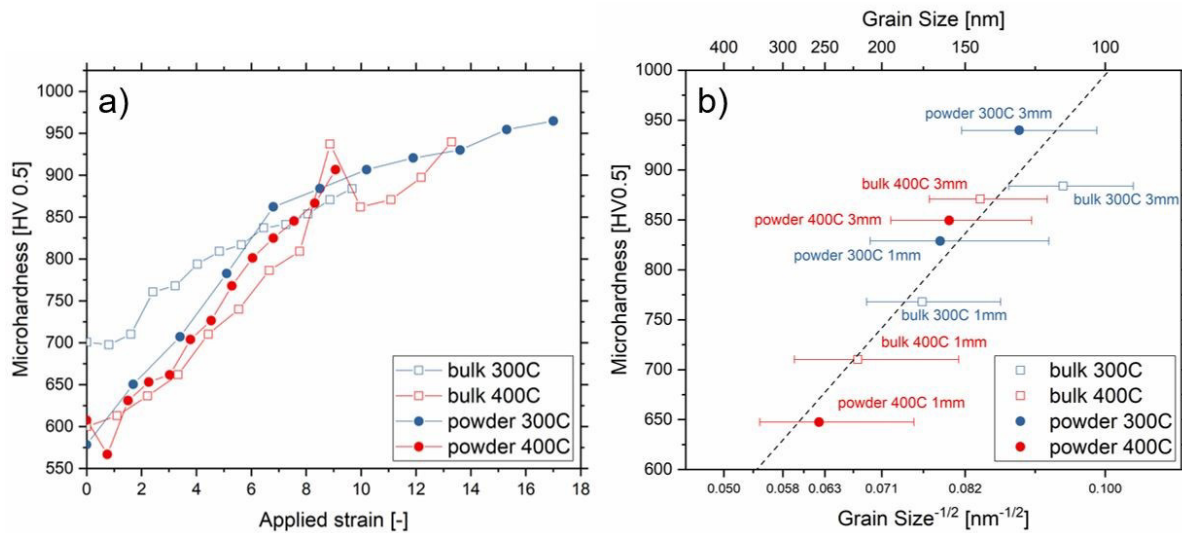 a)
1000
950
900
850
800
750
700
650
600
550
Microhardness [HV 0.5]
0 2 4 6 8 10 12 14 16 18
Applied strain [-]
bulk 300C
bulk 400C
powder 300C
powder 400C
Grain Size [nm]
400 300 260 200 150 100
b)
1000
950
900
850
800
750
700
650
600
Microhardness [HV0.5]
powder 300C 3mm
bulk 400C 3mm
bulk 300C 3mm
powder 400C 3mm
powder 300C 1mm
bulk 300C 1mm
bulk 400C 1mm
powder 400C 1mm
bulk 300C
bulk 400C
powder 300C
powder 400C
0.050 0.058 0.063 0.071 0.082 0.100
Grain Size-1/2 [nm-1/2]